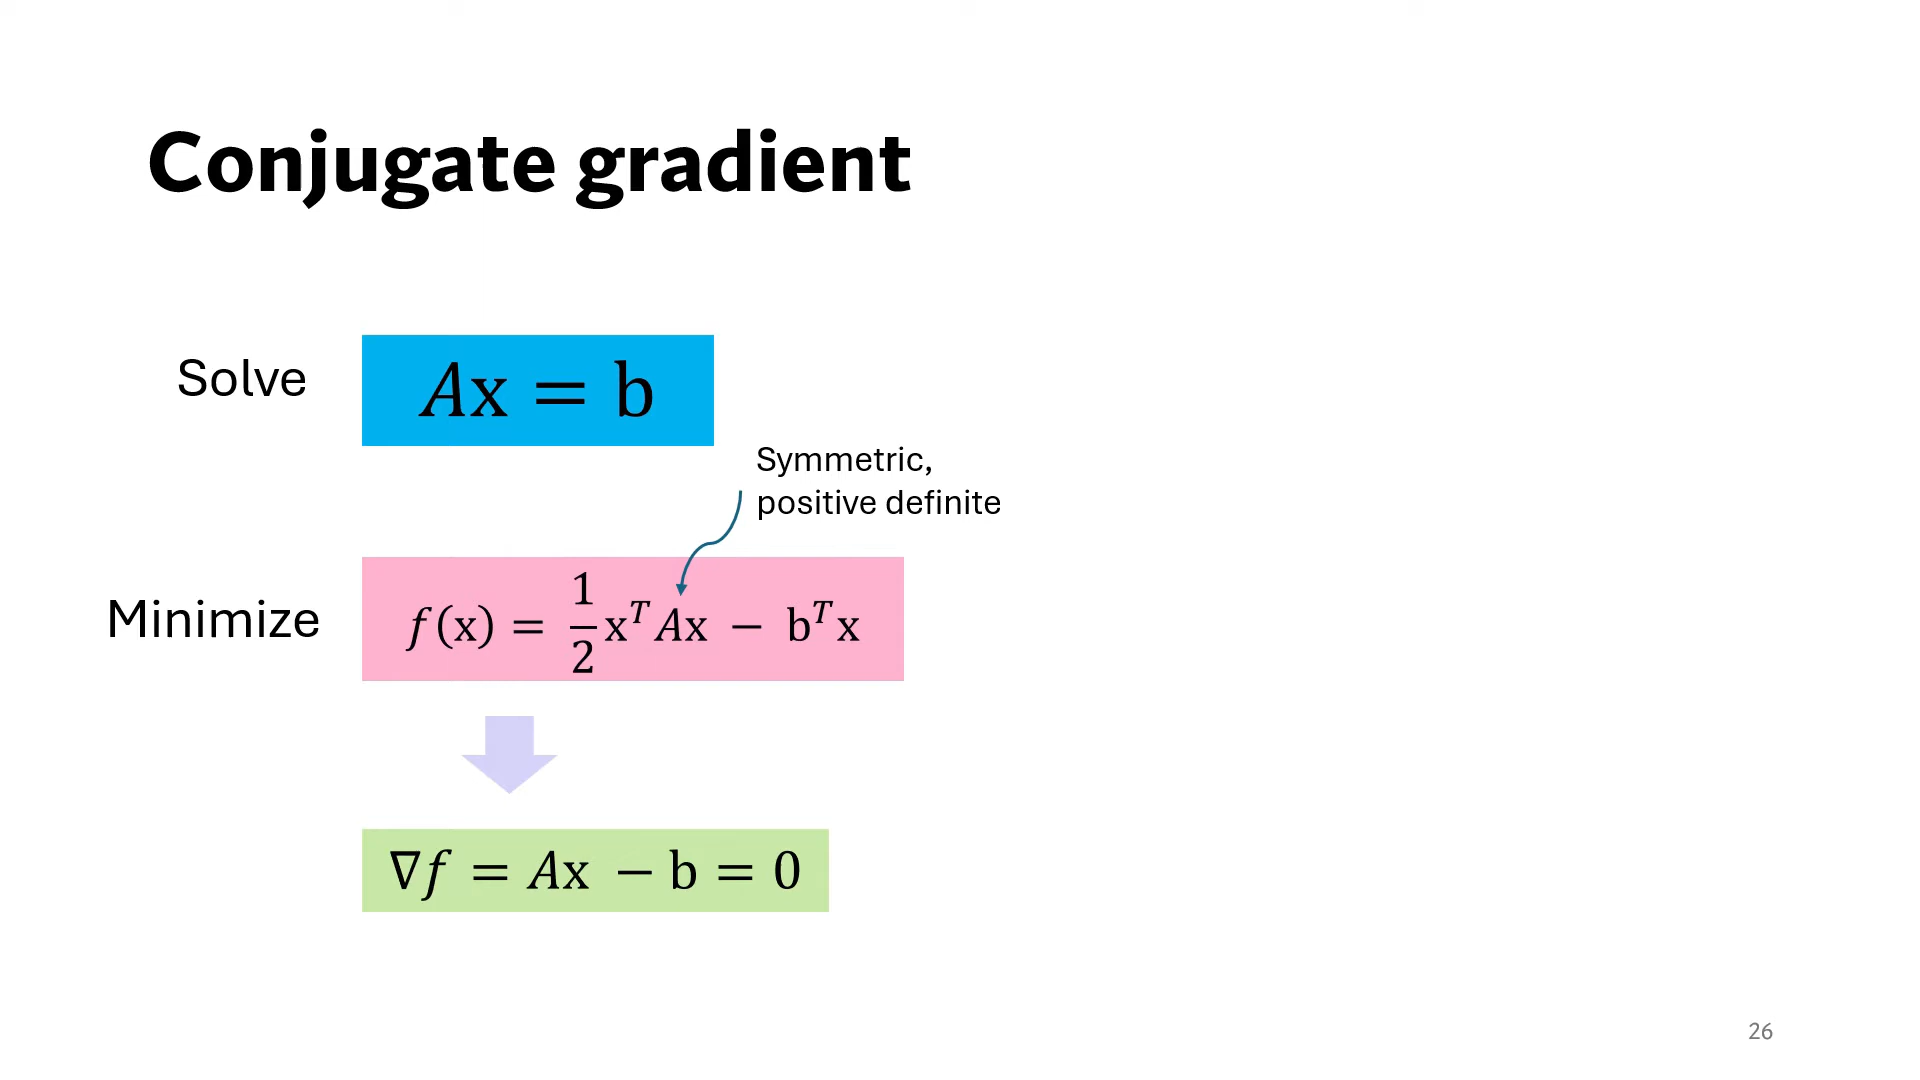 Conjugate gradient
Solve
𝐴x = b
Symmetric,
positive definite
Minimize
𝑓(x) = 1/2 x^𝑇 𝐴x − b^𝑇 x
∇𝑓 = 𝐴x − b = 0
26